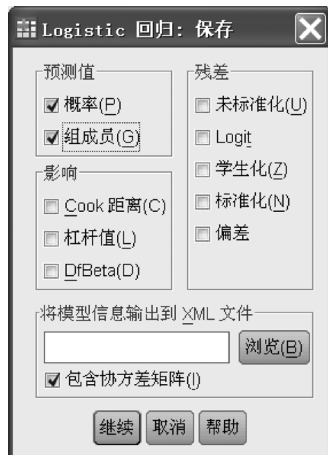 Logistic 回归: 保存
预测值
概率(P)
组成员(G)
影响
Cook 距离(C)
杠杆值(L)
DfBeta(D)
残差
未标准化(U)
Logit
学生化(Z)
标准化(N)
偏差
将模型信息输出到 XML 文件
浏览(B)
包含协方差矩阵(I)
继续 取消 帮助